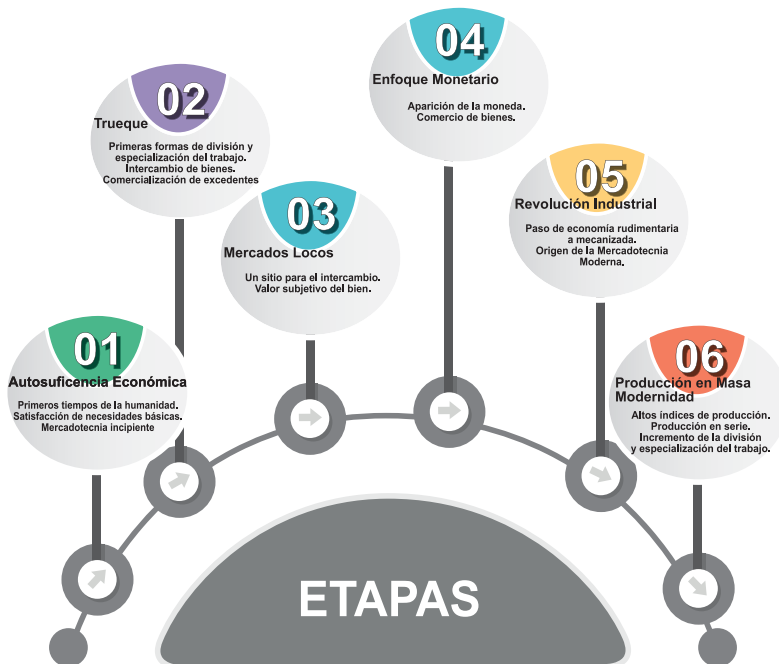 01
Autosuficencia Económica
Primeros tiempos de la humanidad.
Satisfacción de necesidades básicas.
Mercadotecnia incipiente
02
Trueque
Primeras formas de división y
especialización del trabajo.
Intercambio de bienes.
Comercialización de excedentes
03
Mercados Locos
Un sitio para el intercambio.
Valor subjetivo del bien.
04
Enfoque Monetario
Aparición de la moneda.
Comercio de bienes.
05
Revolución Industrial
Paso de economía rudimentaria
a mecanizada.
Origen de la Mercadotecnia
Moderna.
06
Producción en Masa
Modernidad
Altos índices de producción.
Producción en serie.
Incremento de la división
y especialización del trabajo.
ETAPAS